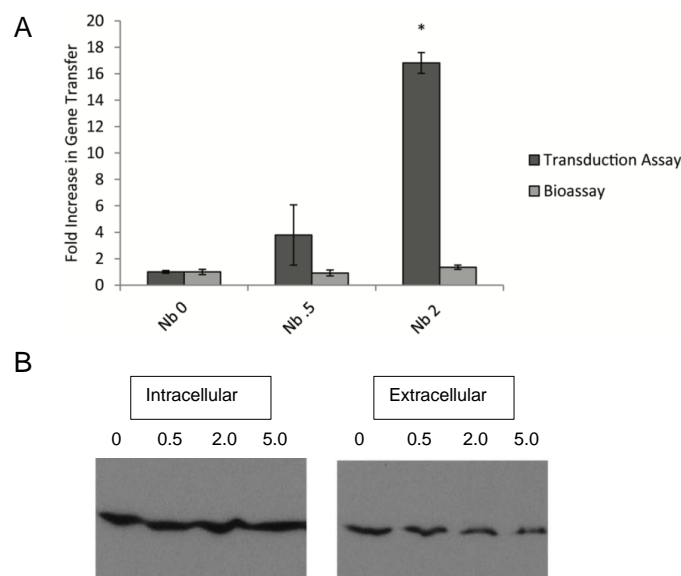 A
Fold Increase in Gene Transfer
20
18
16
14
12
10
8
6
4
2
0
*
Nb 0
Nb .5
Nb 2
Transduction Assay
Bioassay
B
Intracellular
Extracellular
0 0.5 2.0 5.0
0 0.5 2.0 5.0